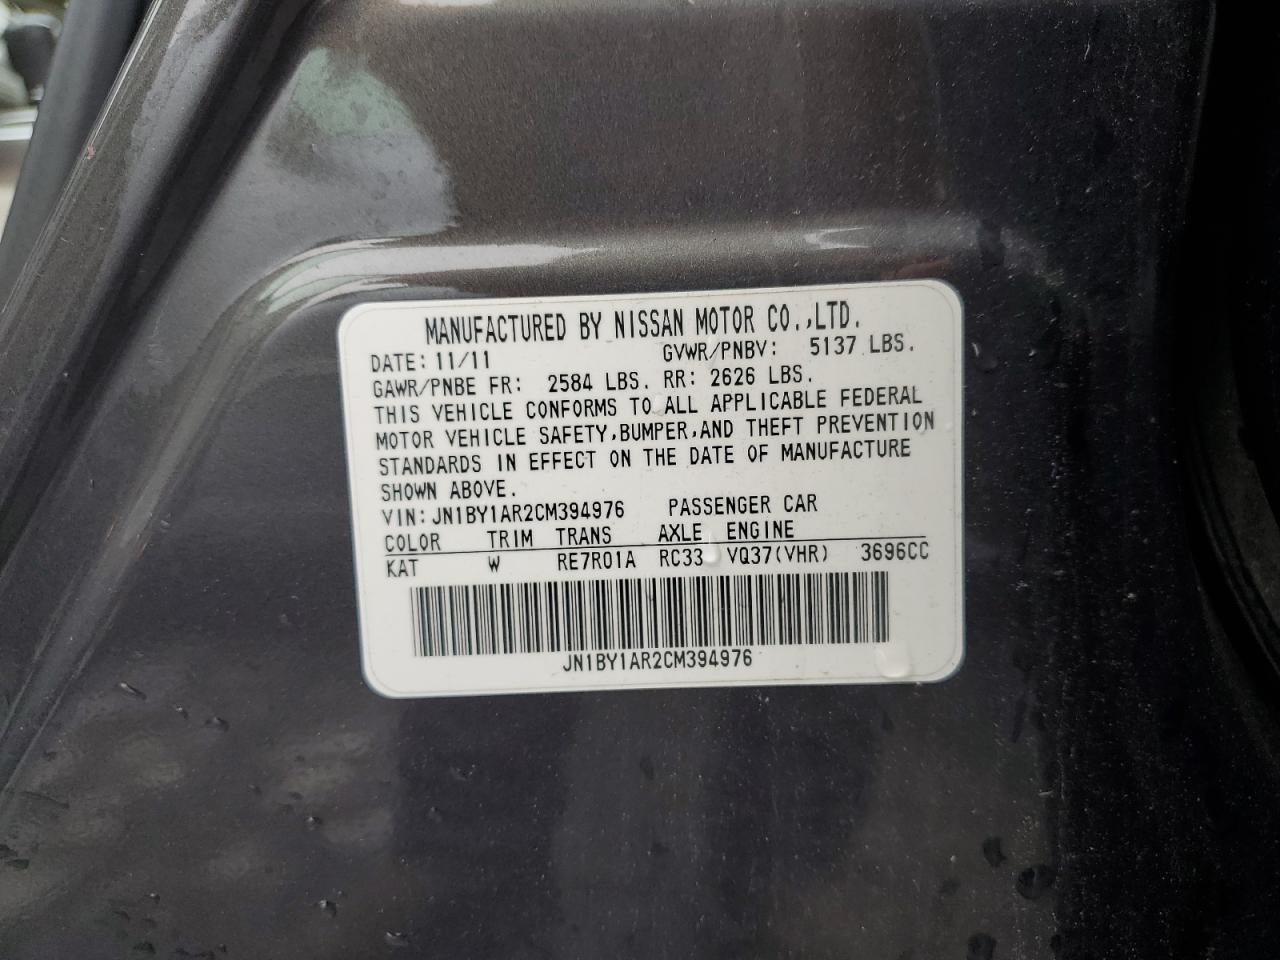 MANUFACTURED BY NISSAN MOTOR CO.,LTD.
DATE: 11/11 GVWR/PNBV: 5137 LBS.
GAWR/PNBE FR: 2584 LBS. RR: 2626 LBS.
THIS VEHICLE CONFORMS TO ALL APPLICABLE FEDERAL
MOTOR VEHICLE SAFETY,BUMPER,AND THEFT PREVENTION
STANDARDS IN EFFECT ON THE DATE OF MANUFACTURE
SHOWN ABOVE.
VIN:JN1BY1AR2CM394976 PASSENGER CAR
COLOR TRIM TRANS AXLE ENGINE
KAT W RE7R01A RC33 VQ37(VHR) 3696CC
JN1BY1AR2CM394976